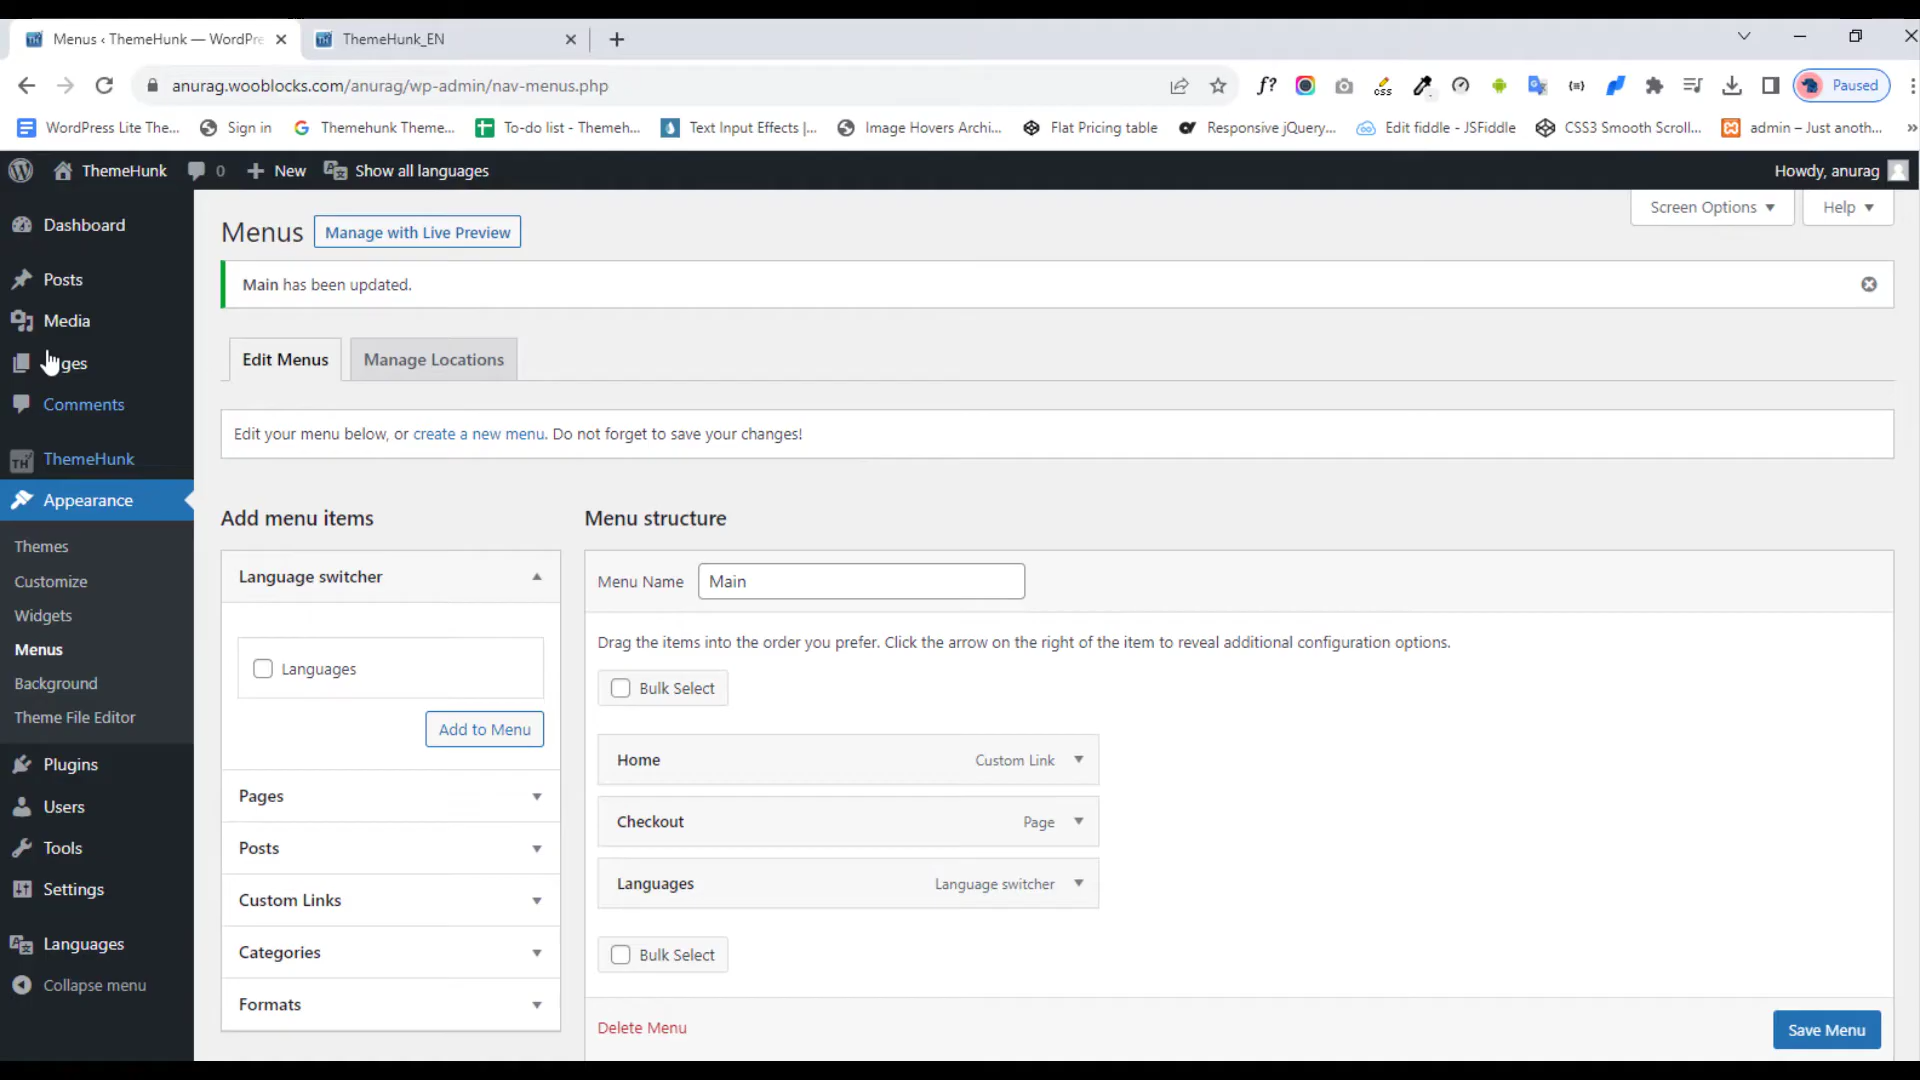 Menus ‹ ThemeHunk — WordPre
ThemeHunk_EN
anurag.wooblocks.com/anurag/wp-admin/nav-menus.php
Paused
WordPress Lite The...
Sign in
Themehunk Theme...
To-do list - Themeh...
Text Input Effects |...
Image Hovers Archi...
Flat Pricing table
Responsive jQuery...
Edit fiddle - JSFiddle
CSS3 Smooth Scroll...
admin – Just anoth...
ThemeHunk
0
New
Show all languages
Howdy, anurag
Dashboard
Posts
Media
ges
Comments
ThemeHunk
Appearance
Themes
Customize
Widgets
Menus
Background
Theme File Editor
Plugins
Users
Tools
Settings
Languages
Collapse menu
Screen Options
Help
Menus
Manage with Live Preview
Main has been updated.
Edit Menus
Manage Locations
Edit your menu below, or create a new menu. Do not forget to save your changes!
Add menu items
Language switcher
Languages
Add to Menu
Pages
Posts
Custom Links
Categories
Formats
Menu structure
Menu Name
Main
Drag the items into the order you prefer. Click the arrow on the right of the item to reveal additional configuration options.
Bulk Select
Home
Custom Link
Checkout
Page
Languages
Language switcher
Bulk Select
Delete Menu
Save Menu